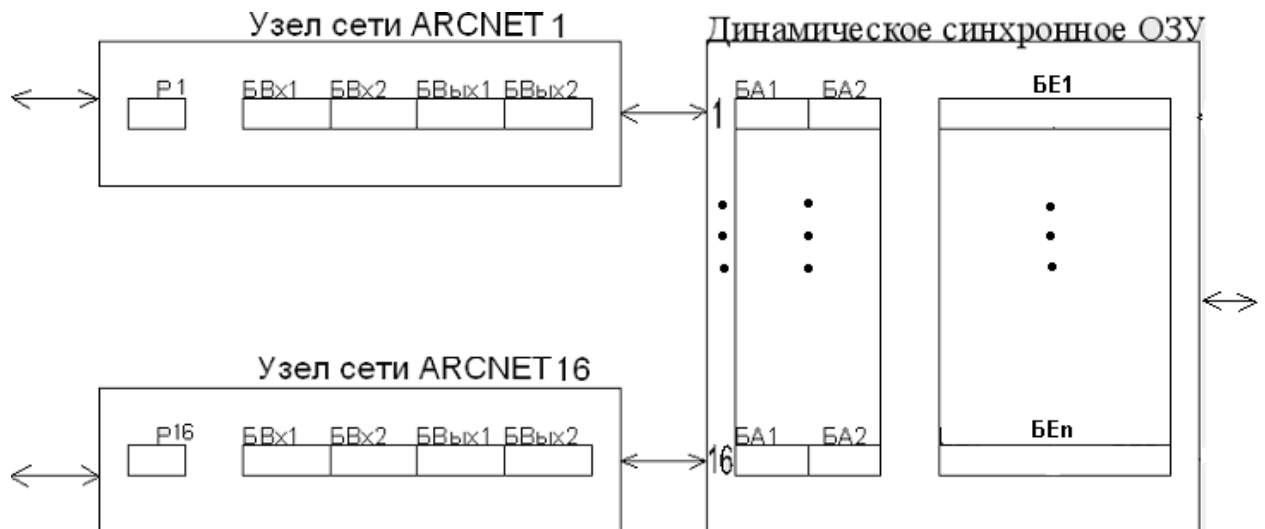 Узел сети ARCNET 1
Динамическое синхронное ОЗУ
P1 БВх1 БВх2 БВых1 БВых2
БА1 БА2 БЕ1
1
Узел сети ARCNET 16
P16 БВх1 БВх2 БВых1 БВых2
БА1 БА2 БЕn
16